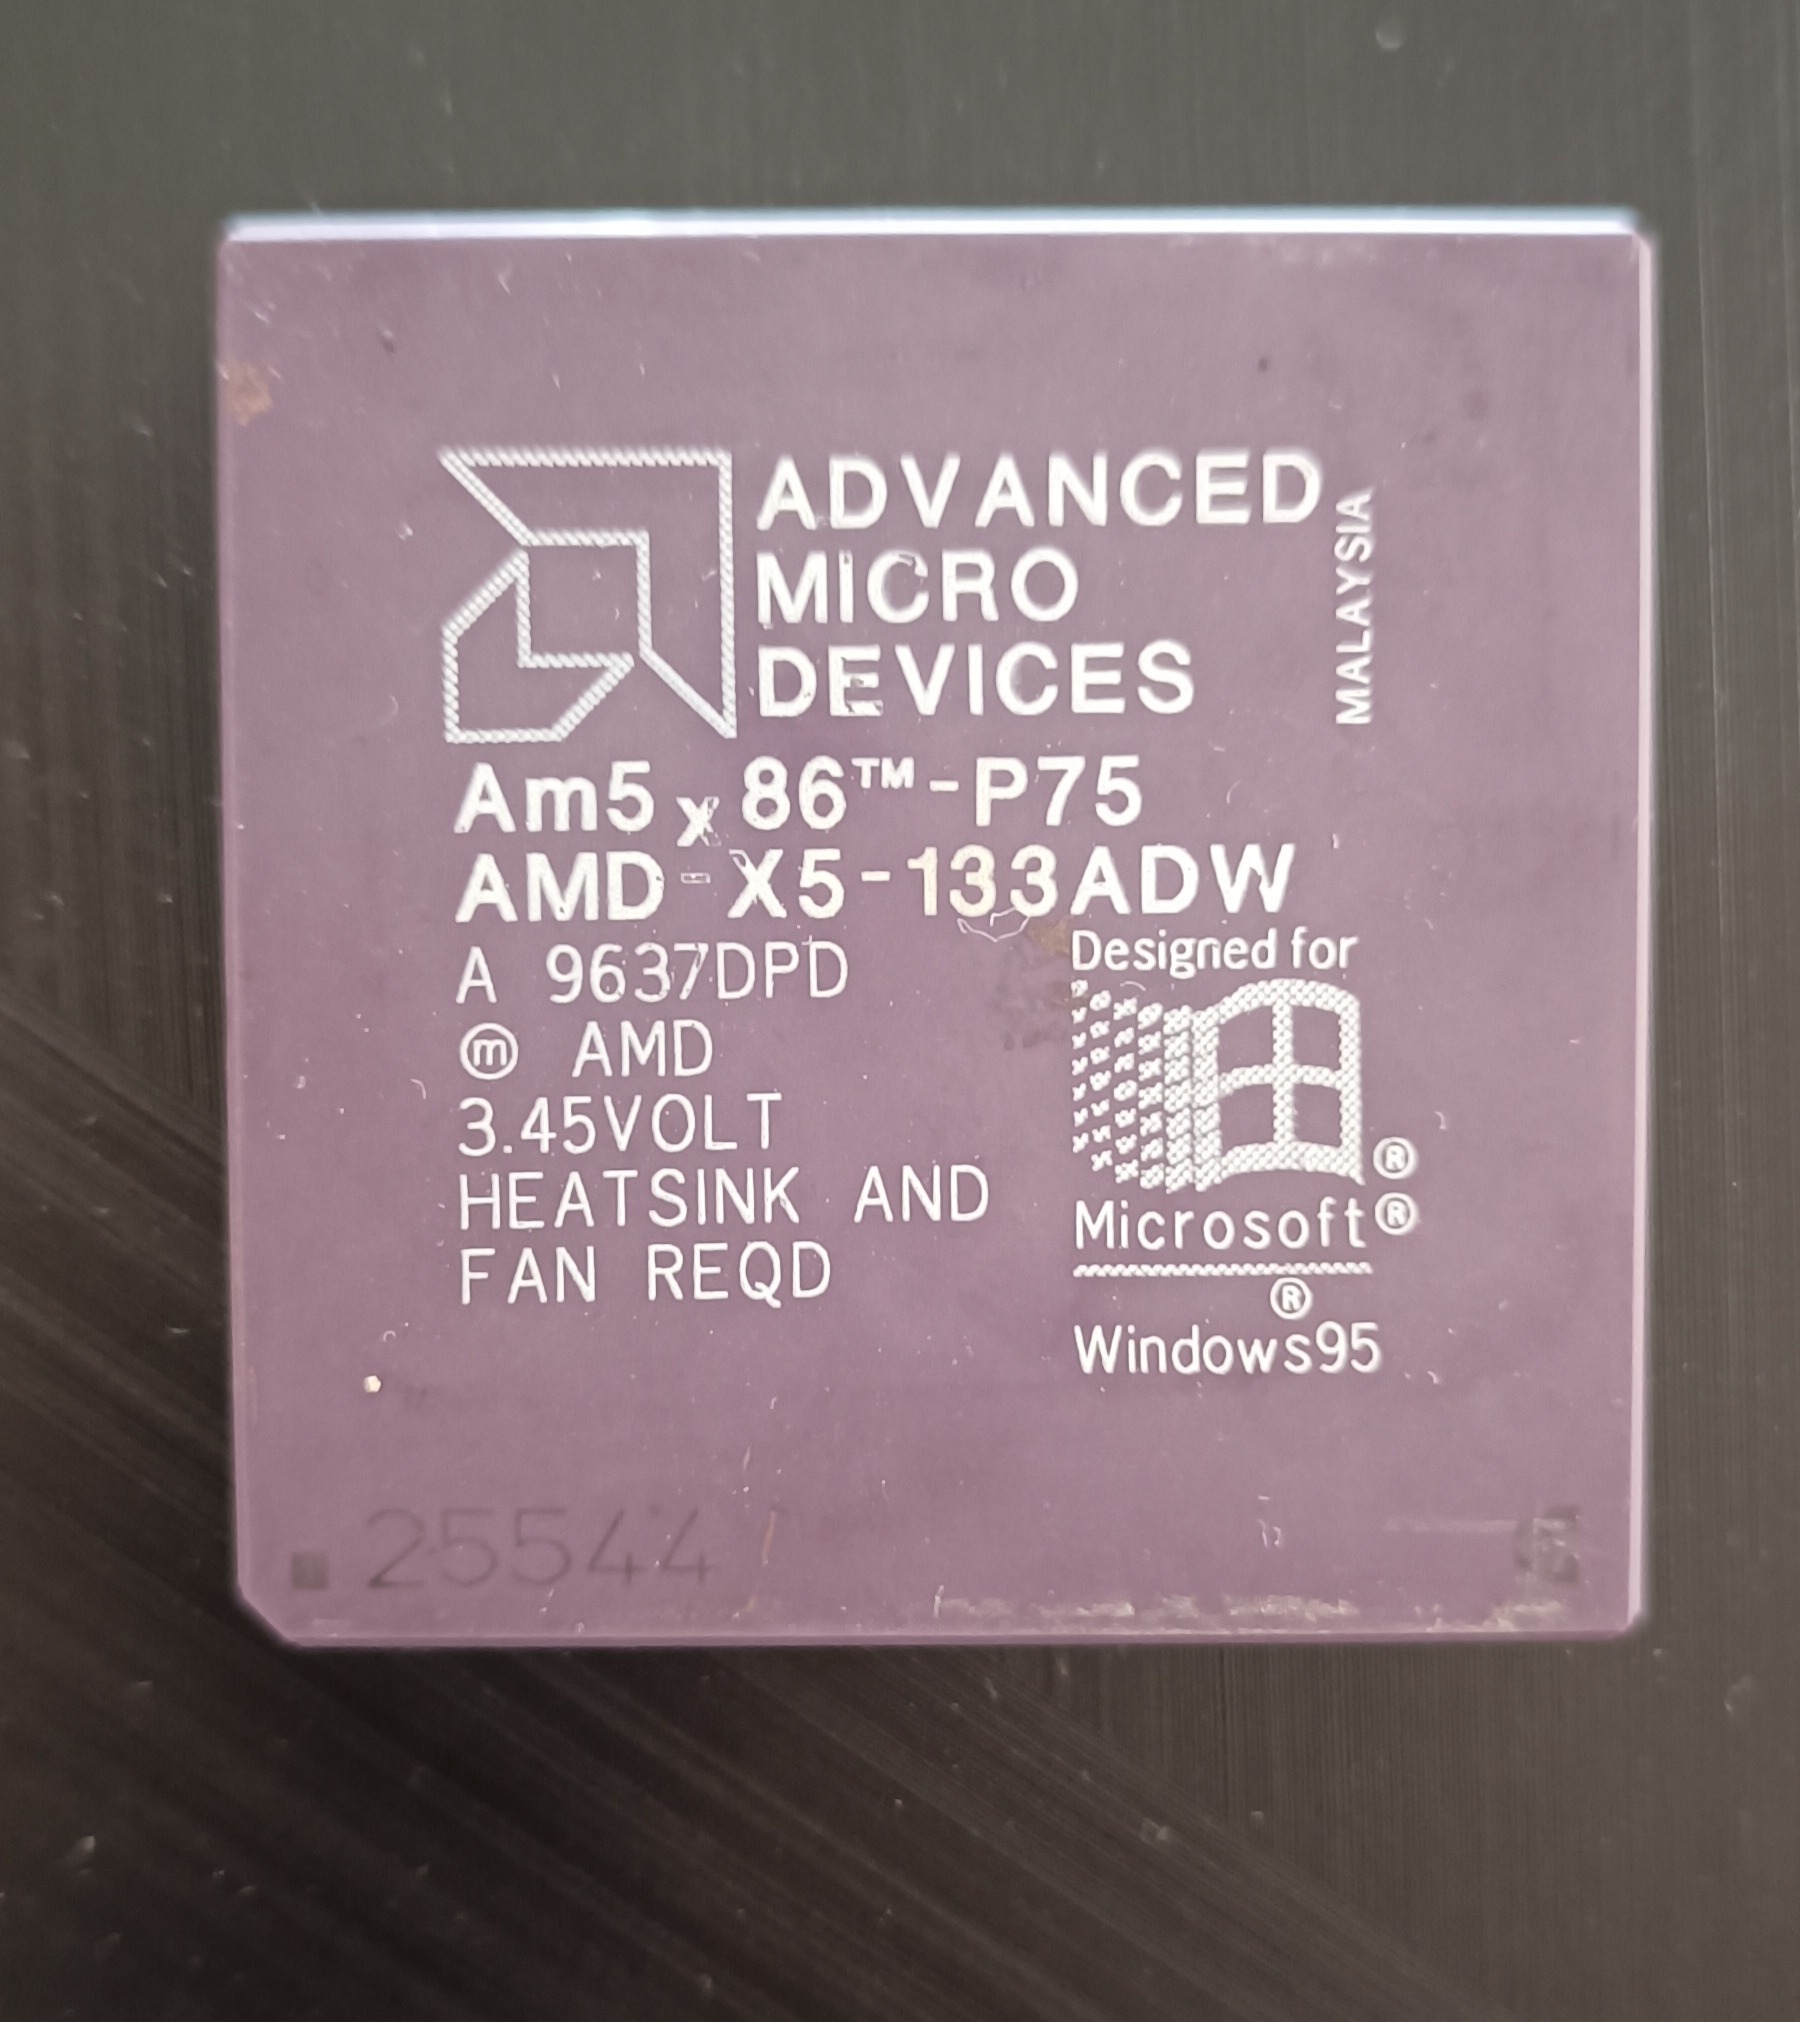 ADVANCED
MICRO
DEVICES
MALAYSIA
Am5x86™-P75
AMD-X5-133ADW
A 9637DPD
ⓜ AMD
3.45VOLT
HEATSINK AND
FAN REQD
Designed for
®
Microsoft®
®
Windows95
25544